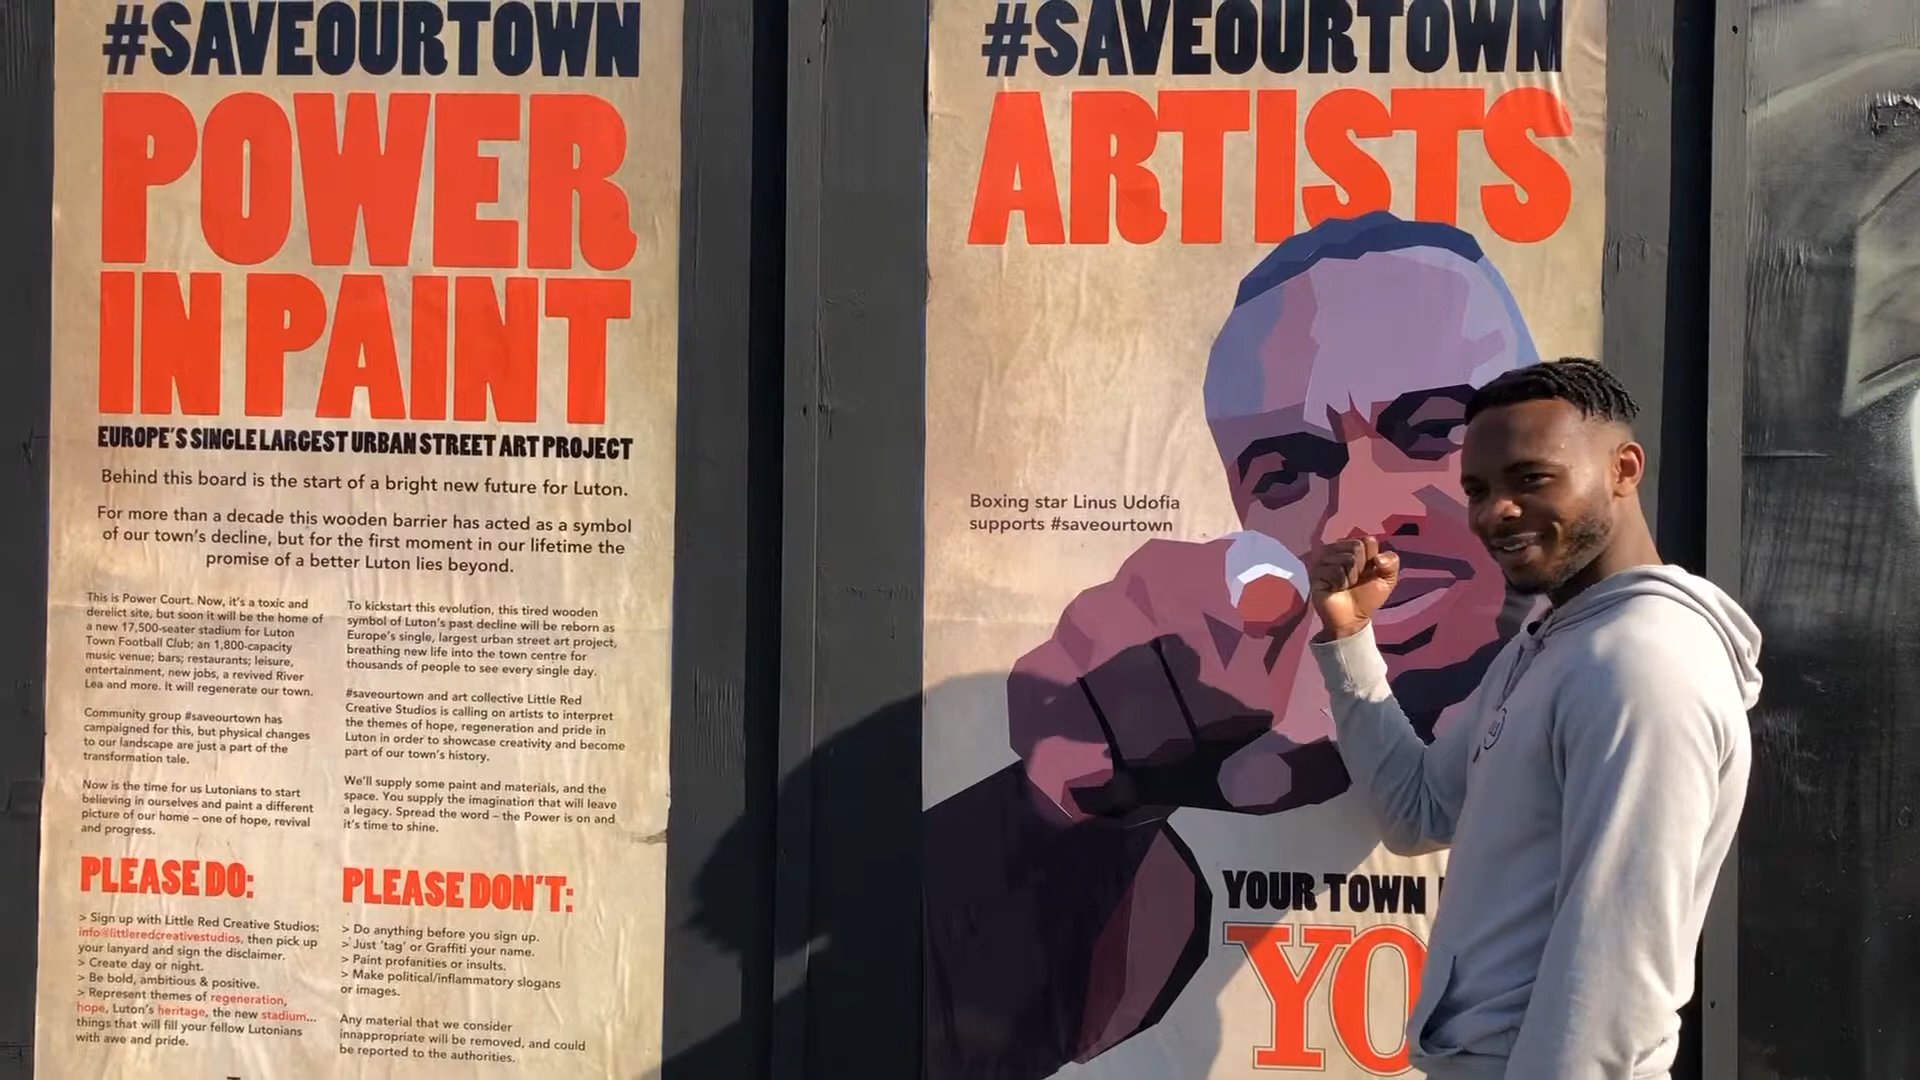 #SAVEOURTOWN
POWER
IN PAINT
EUROPE'S SINGLE LARGEST URBAN STREET ART PROJECT
Behind this board is the start of a bright new future for Luton.
For more than a decade this wooden barrier has acted as a symbol
of our town's decline, but for the first moment in our lifetime the
promise of a better Luton lies beyond.
This is Power Court. Now, it's a toxic and
derelict site, but soon it will be the home of
a new 17,500-seater stadium for Luton
Town Football Club; an 1,800-capacity
music venue; bars; restaurants; leisure,
entertainment, new jobs, a revived River
Lea and more. It will regenerate our town.
Community group #saveourtown has
campaigned for this, but physical changes
to our landscape are just a part of the
transformation tale.
Now is the time for us Lutonians to start
believing in ourselves and paint a different
picture of our home – one of hope, revival
and progress.
To kickstart this evolution, this tired wooden
symbol of Luton's past decline will be reborn as
Europe's single, largest urban street art project,
breathing new life into the town centre for
thousands of people to see every single day.
#saveourtown and art collective Little Red
Creative Studios is calling on artists to interpret
the themes of hope, regeneration and pride in
Luton in order to showcase creativity and become
part of our town's history.
We'll supply some paint and materials, and the
space. You supply the imagination that will leave
a legacy. Spread the word – the Power is on and
it's time to shine.
PLEASE DO:
> Sign up with Little Red Creative Studios:
info@littleredcreativestudios, then pick up
your lanyard and sign the disclaimer.
> Create day or night.
> Be bold, ambitious & positive.
> Represent themes of regeneration,
hope, Luton's heritage, the new stadium...
things that will fill your fellow Lutonians
with awe and pride.
PLEASE DON'T:
> Do anything before you sign up.
> Just 'tag' or Graffiti your name.
> Paint profanities or insults.
> Make political/inflammatory slogans
or images.
Any material that we consider
innappropriate will be removed, and could
be reported to the authorities.
#SAVEOURTOWN
ARTISTS
Boxing star Linus Udofia
supports #saveourtown
YOUR TOWN
YO